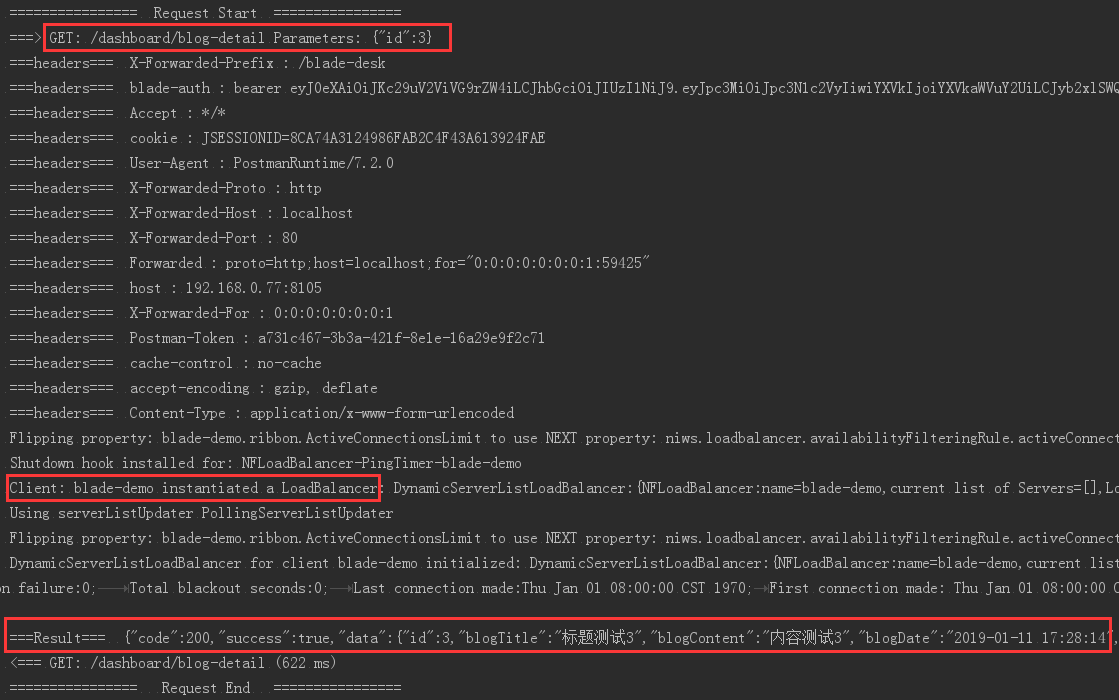 ================  Request Start  ================
===> GET: /dashboard/blog-detail Parameters: {"id":3}
===headers===  X-Forwarded-Prefix : /blade-desk
===headers===  blade-auth : bearer eyJ0eXAiOiJKc29uV2ViVG9rZW4iLCJhbGciOiJIUzI1NiJ9.eyJpc3MiOiJpc3N1c2VyIiwiYXVkIjoiYXVkaWVuY2UiLCJyb2xlSWQ
===headers===  Accept : */*
===headers===  cookie : JSESSIONID=8CA74A3124986FAB2C4F43A613924FAE
===headers===  User-Agent : PostmanRuntime/7.2.0
===headers===  X-Forwarded-Proto : http
===headers===  X-Forwarded-Host : localhost
===headers===  X-Forwarded-Port : 80
===headers===  Forwarded : proto=http;host=localhost;for="0:0:0:0:0:0:0:1:59425"
===headers===  host : 192.168.0.77:8105
===headers===  X-Forwarded-For : 0:0:0:0:0:0:0:1
===headers===  Postman-Token : a731c467-3b3a-421f-8e1e-16a29e9f2c71
===headers===  cache-control : no-cache
===headers===  accept-encoding : gzip, deflate
===headers===  Content-Type : application/x-www-form-urlencoded
Flipping property: blade-demo.ribbon.ActiveConnectionsLimit to use NEXT property: niws.loadbalancer.availabilityFilteringRule.activeConnect
Shutdown hook installed for: NFLoadBalancer-PingTimer-blade-demo
Client: blade-demo instantiated a LoadBalancer: DynamicServerListLoadBalancer:{NFLoadBalancer:name=blade-demo,current list of Servers=[],Lo
Using serverListUpdater PollingServerListUpdater
Flipping property: blade-demo.ribbon.ActiveConnectionsLimit to use NEXT property: niws.loadbalancer.availabilityFilteringRule.activeConnect
DynamicServerListLoadBalancer for client blade-demo initialized: DynamicServerListLoadBalancer:{NFLoadBalancer:name=blade-demo,current list
on failure:0; Total blackout seconds:0; Last connection made:Thu Jan 01 08:00:00 CST 1970; First connection made: Thu Jan 01 08:00:00 C
===Result===  {"code":200,"success":true,"data":{"id":3,"blogTitle":"标题测试3","blogContent":"内容测试3","blogDate":"2019-01-11 17:28:14",
<=== GET: /dashboard/blog-detail (622 ms)
================  Request End  ================